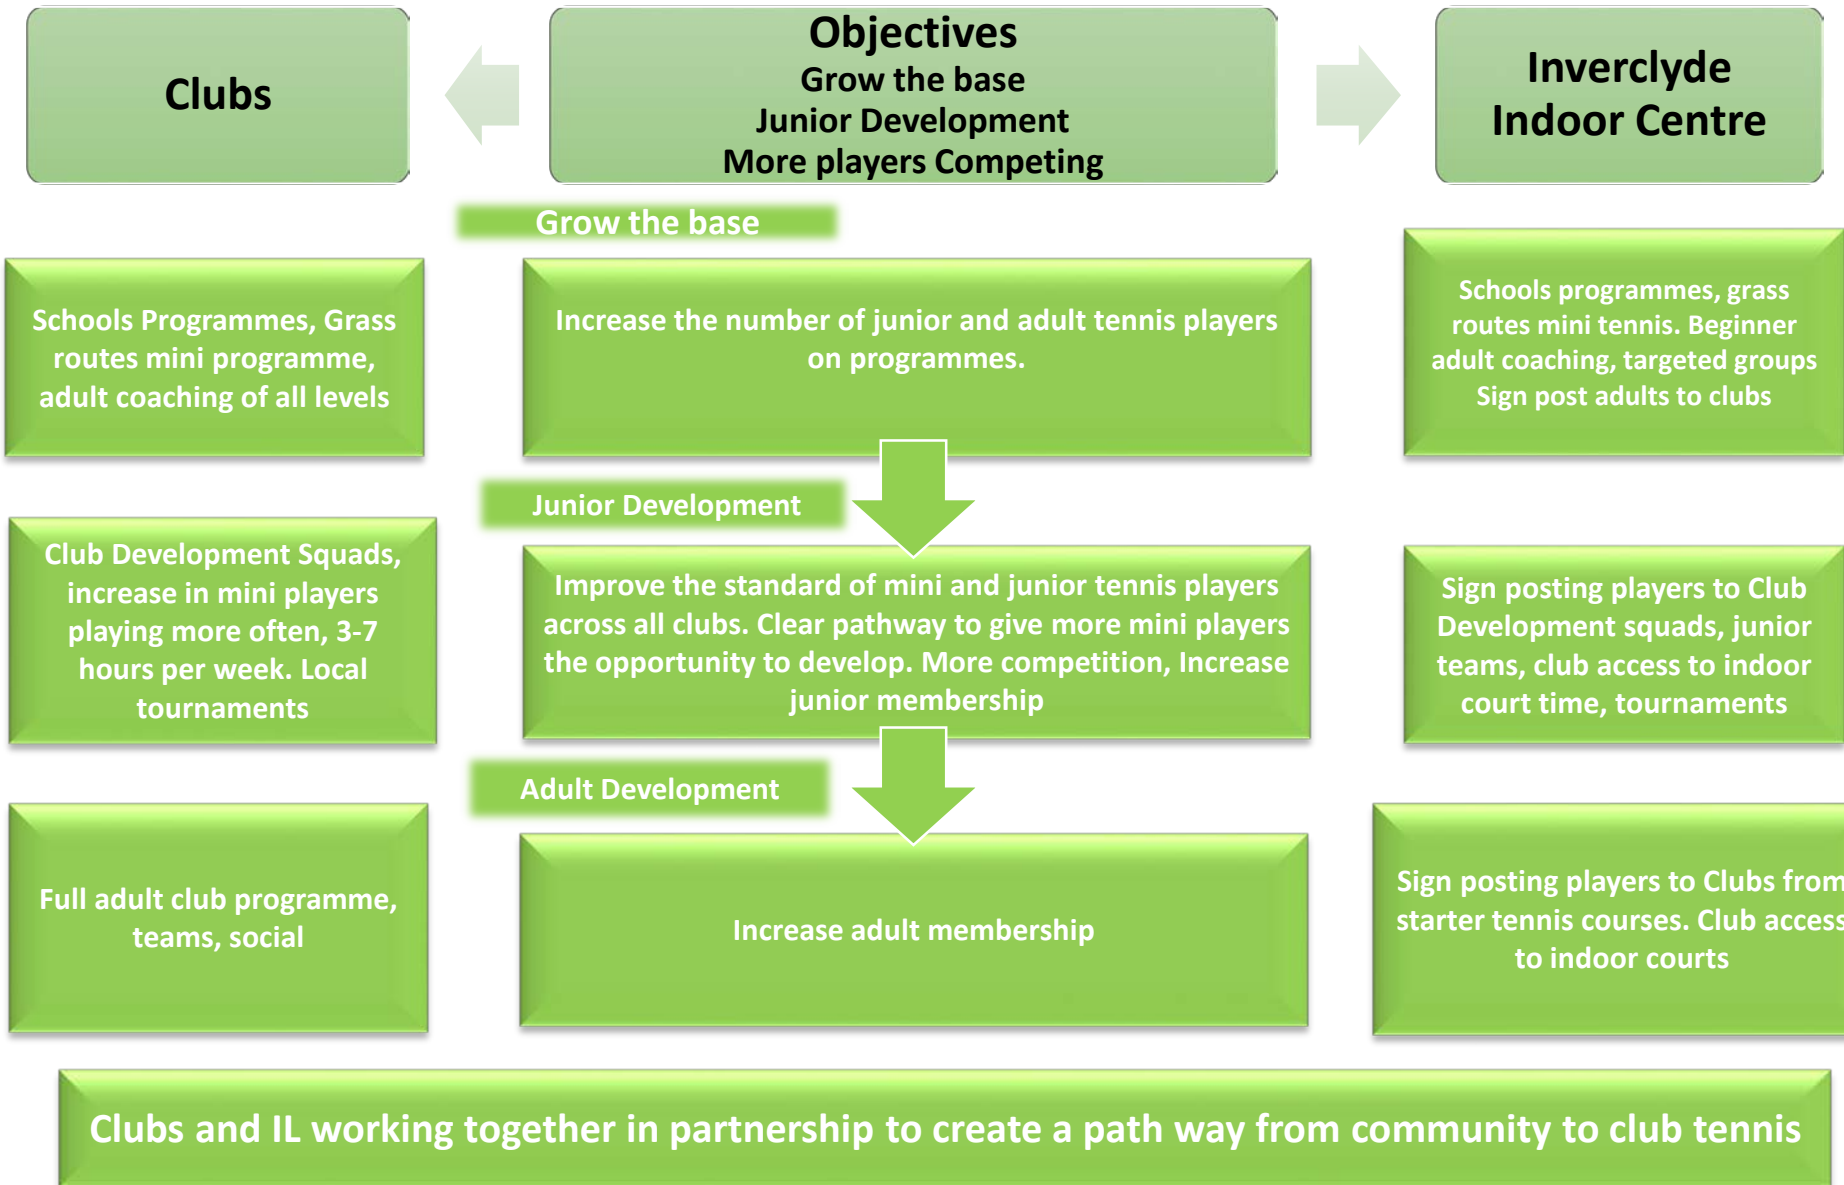 Clubs
Objectives
Grow the base
Junior Development
More players Competing
Inverclyde
Indoor Centre
Grow the base
Schools Programmes, Grass
routes mini programme,
adult coaching of all levels
Increase the number of junior and adult tennis players
on programmes.
Schools programmes, grass
routes mini tennis. Beginner
adult coaching, targeted groups
Sign post adults to clubs
Junior Development
Club Development Squads,
increase in mini players
playing more often, 3-7
hours per week. Local
tournaments
Improve the standard of mini and junior tennis players
across all clubs. Clear pathway to give more mini players
the opportunity to develop. More competition, Increase
junior membership
Sign posting players to Club
Development squads, junior
teams, club access to indoor
court time, tournaments
Adult Development
Full adult club programme,
teams, social
Increase adult membership
Sign posting players to Clubs from
starter tennis courses. Club access
to indoor courts
Clubs and IL working together in partnership to create a path way from community to club tennis